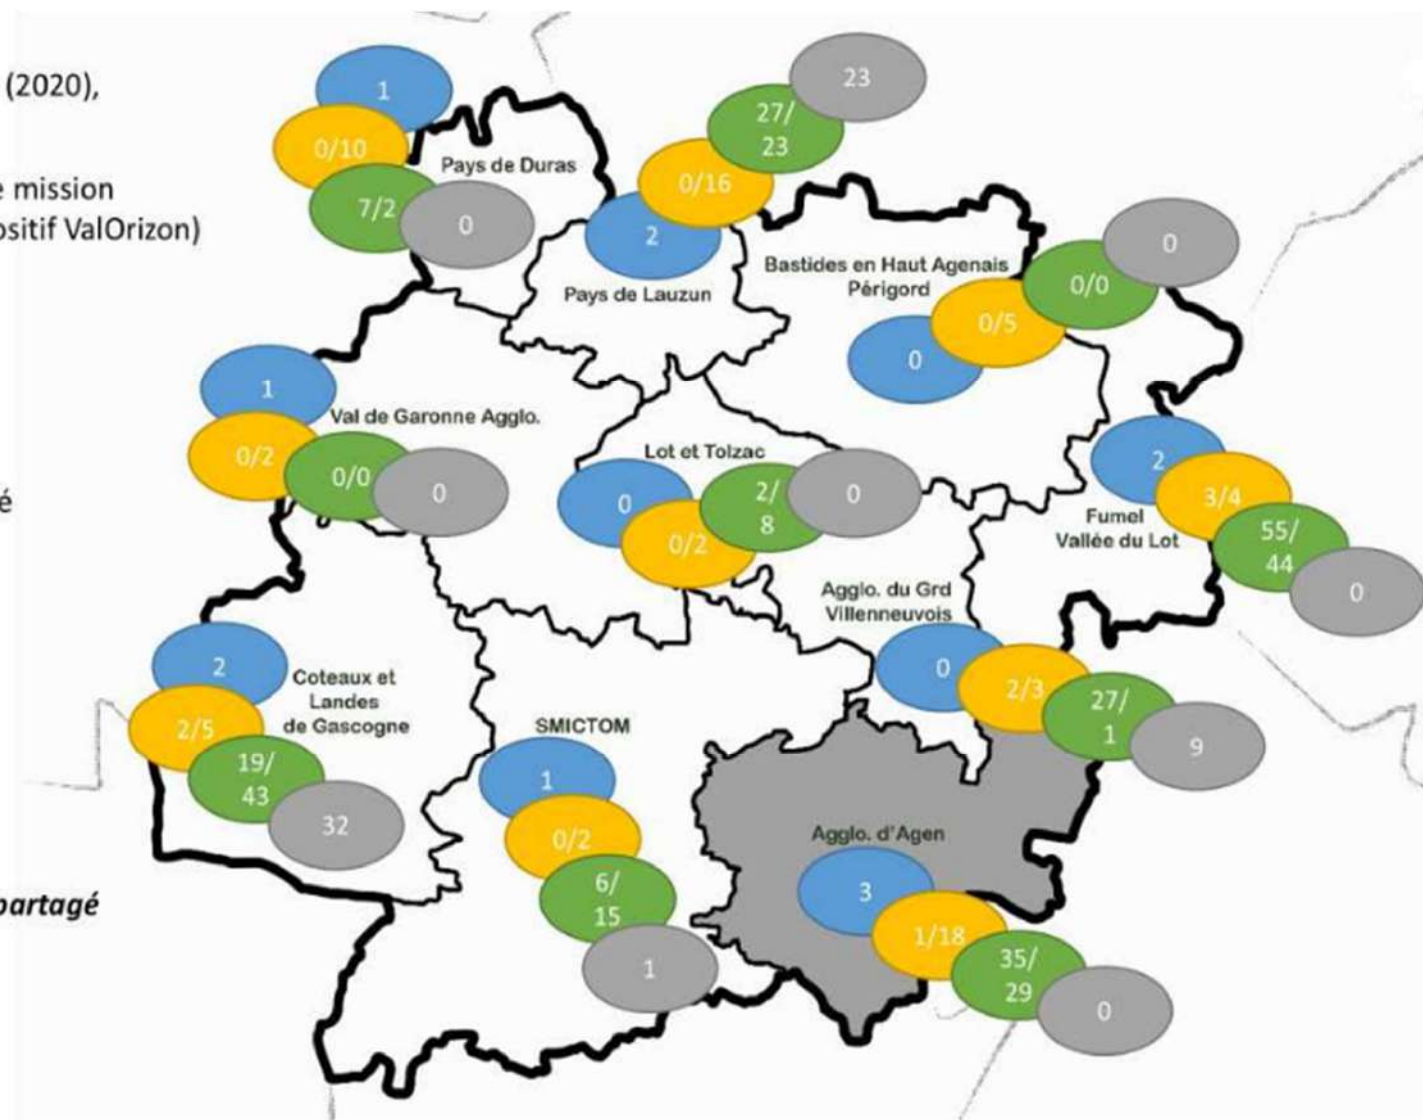 (2020),
e mission
ositif ValOrizon)
é
partagé
1
0/10
7/2
0
Pays de Duras
23
27/
23
0/16
2
Pays de Lauzun
Bastides en Haut Agenais
Périgord
0
0/0
0/5
0
1
0/2
0/0
0
Val de Garonne Agglo.
Lot et Tolzac
0
0/2
2/
8
0
2
3/4
55/
44
0
Fumel
Vallée du Lot
Agglo. du Grd
Villenneuvois
0
2/3
27/
1
9
2
2/5
19/
43
32
Coteaux et
Landes
de Gascogne
SMICTOM
1
0/2
6/
15
1
Agglo. d'Agen
3
1/18
35/
29
0